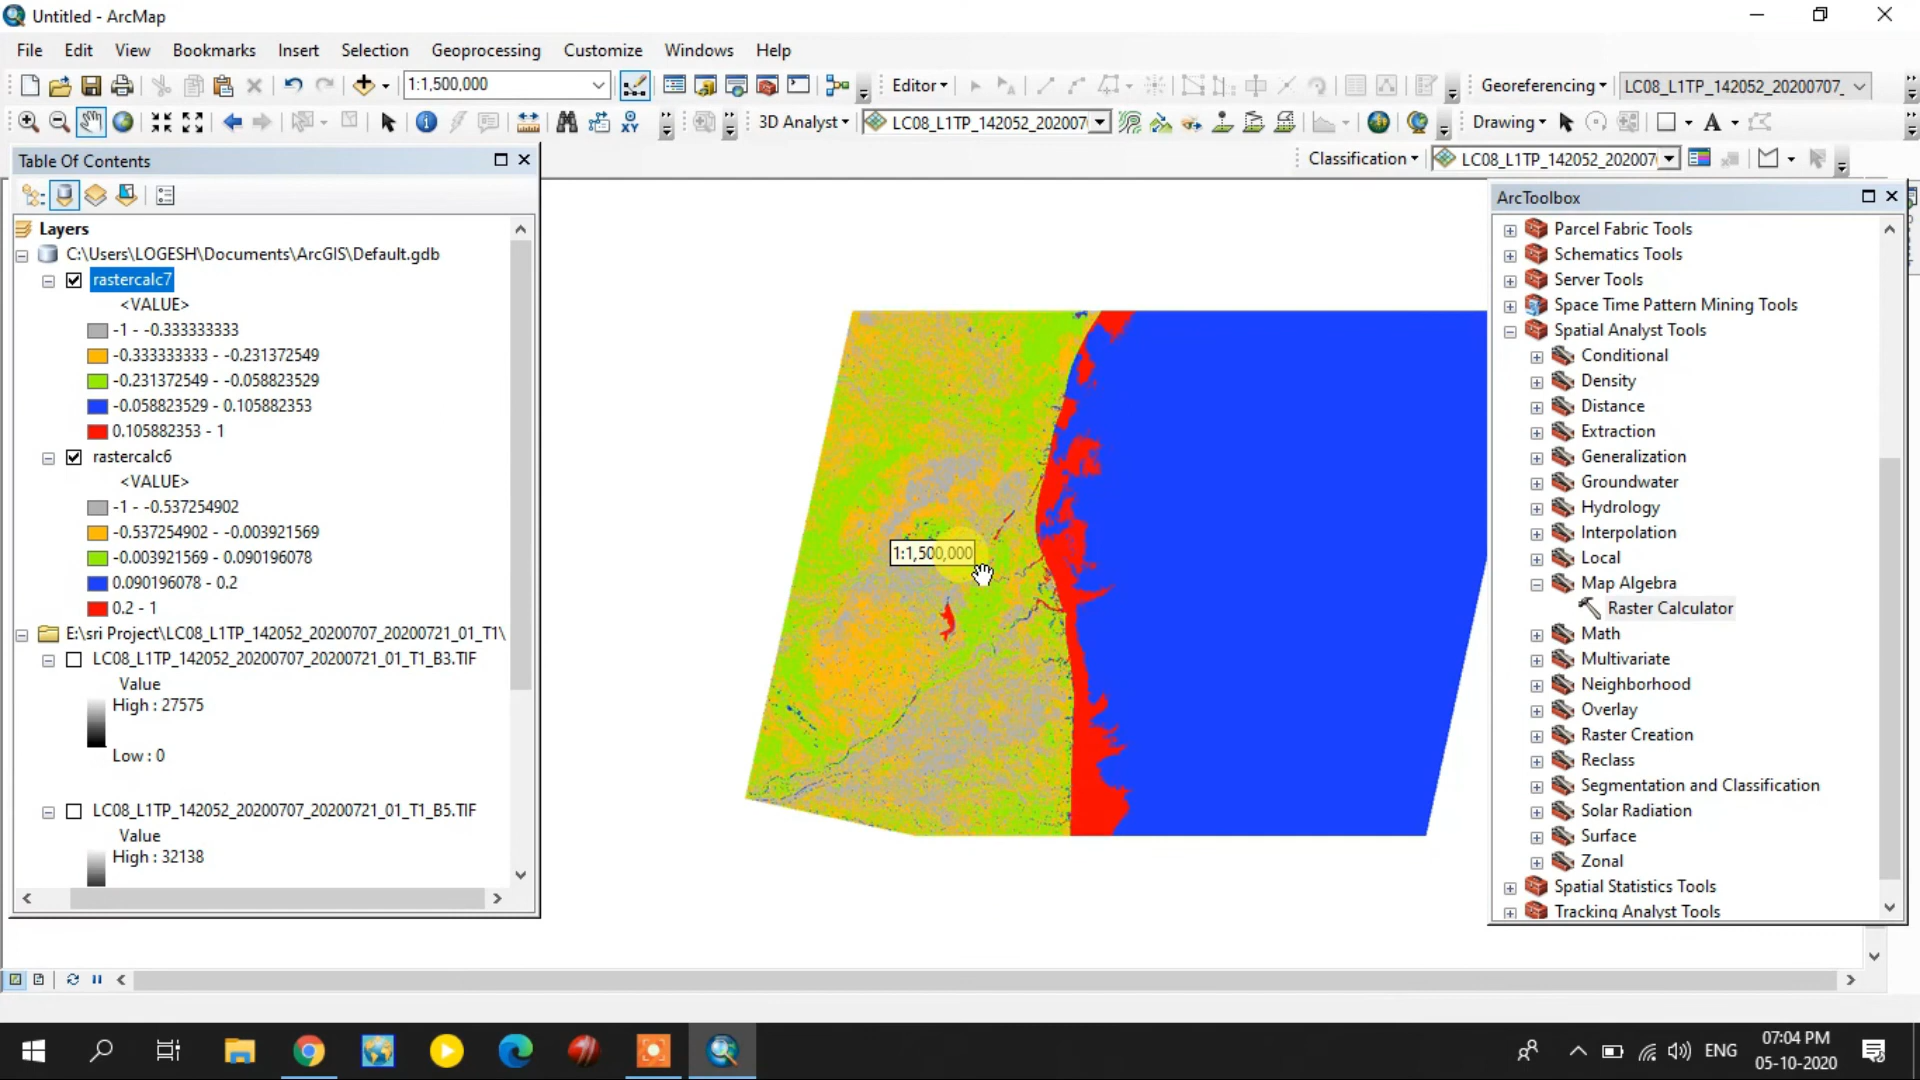 Untitled - ArcMap
File Edit View Bookmarks Insert Selection Geoprocessing Customize Windows Help
1:1,500,000 Editor Georeferencing LC08_L1TP_142052_20200707_
3D Analyst LC08_L1TP_142052_202007 Drawing A
Classification LC08_L1TP_142052_202007
Table Of Contents
Layers
C:\Users\LOGESH\Documents\ArcGIS\Default.gdb
rastercalc7
<VALUE>
-1 - -0.333333333
-0.333333333 - -0.231372549
-0.231372549 - -0.058823529
-0.058823529 - 0.105882353
0.105882353 - 1
rastercalc6
<VALUE>
-1 - -0.537254902
-0.537254902 - -0.003921569
-0.003921569 - 0.090196078
0.090196078 - 0.2
0.2 - 1
E:\sri Project\LC08_L1TP_142052_20200707_20200721_01_T1\
LC08_L1TP_142052_20200707_20200721_01_T1_B3.TIF
Value
High : 27575
Low : 0
LC08_L1TP_142052_20200707_20200721_01_T1_B5.TIF
Value
High : 32138
1:1,500,000
ArcToolbox
Parcel Fabric Tools
Schematics Tools
Server Tools
Space Time Pattern Mining Tools
Spatial Analyst Tools
Conditional
Density
Distance
Extraction
Generalization
Groundwater
Hydrology
Interpolation
Local
Map Algebra
Raster Calculator
Math
Multivariate
Neighborhood
Overlay
Raster Creation
Reclass
Segmentation and Classification
Solar Radiation
Surface
Zonal
Spatial Statistics Tools
Tracking Analyst Tools
ENG
07:04 PM
05-10-2020